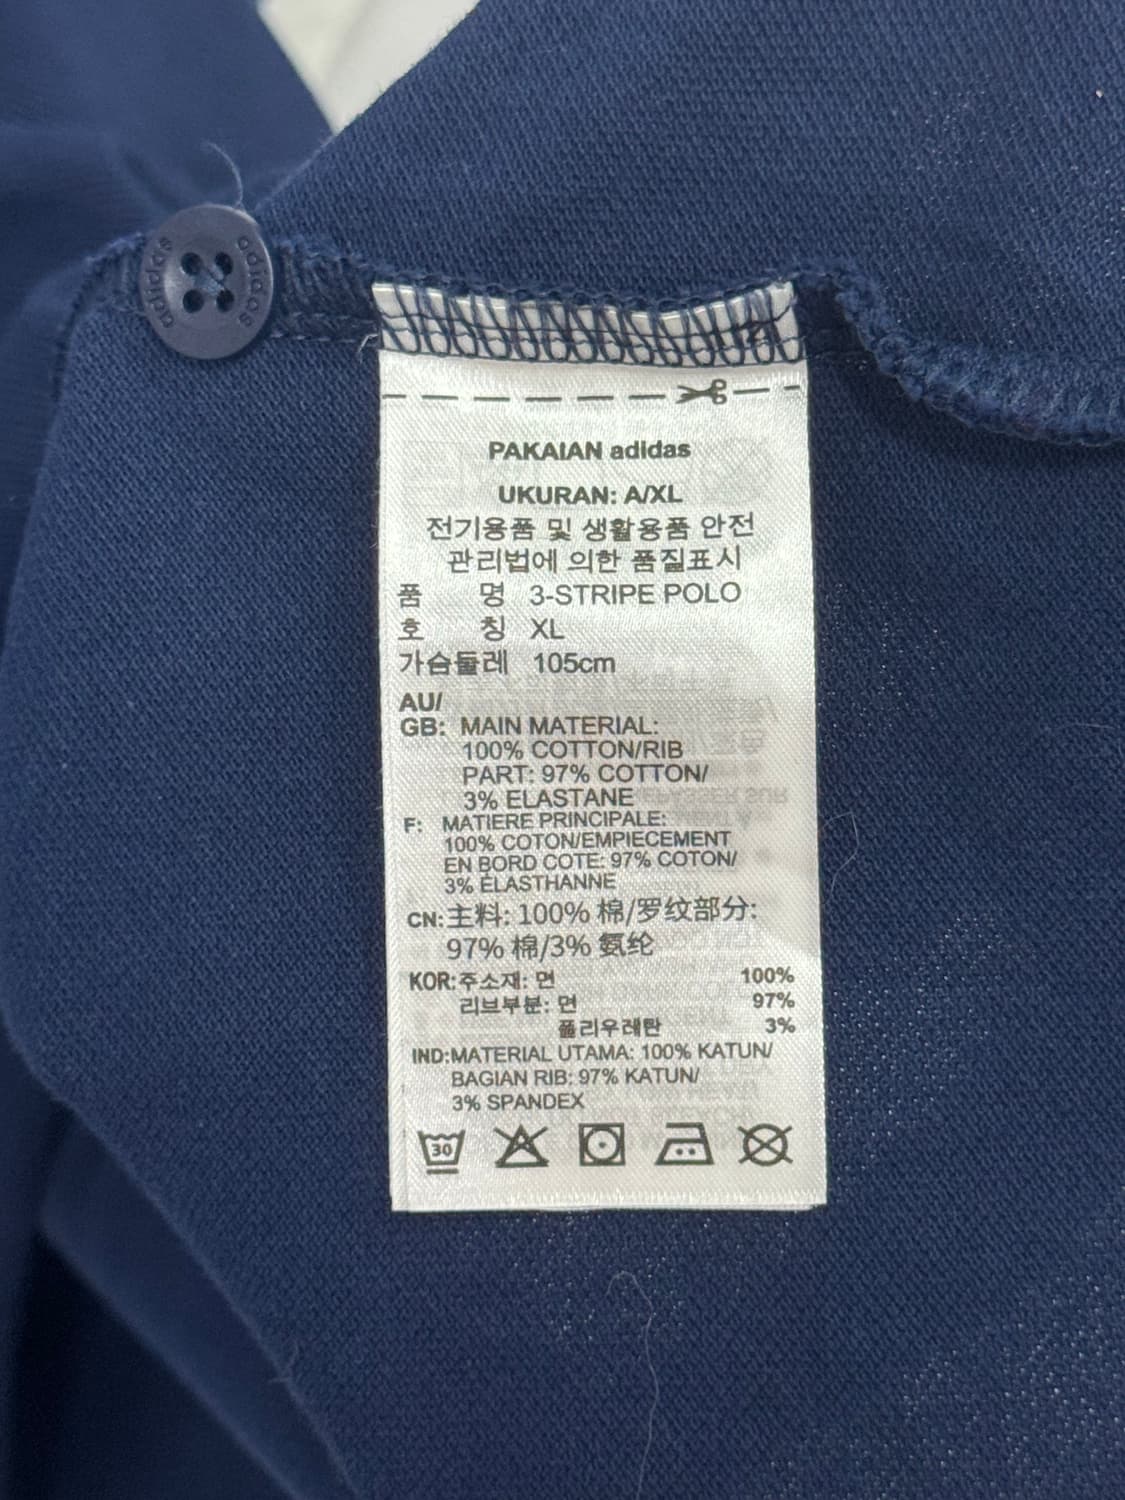 adidas adidas
PAKAIAN adidas
UKURAN: A/XL
전기용품 및 생활용품 안전
관리법에 의한 품질표시
품 명 3-STRIPE POLO
호 칭 XL
가슴둘레 105cm
AU/
GB: MAIN MATERIAL:
100% COTTON/RIB
PART: 97% COTTON/
3% ELASTANE
F: MATIERE PRINCIPALE:
100% COTON/EMPIECEMENT
EN BORD COTE: 97% COTON/
3% ÉLASTHANNE
CN: 主料: 100% 棉/罗纹部分:
97% 棉/3% 氨纶
KOR: 주소재: 면 100%
리브부분: 면 97%
폴리우레탄 3%
IND: MATERIAL UTAMA: 100% KATUN/
BAGIAN RIB: 97% KATUN/
3% SPANDEX
30